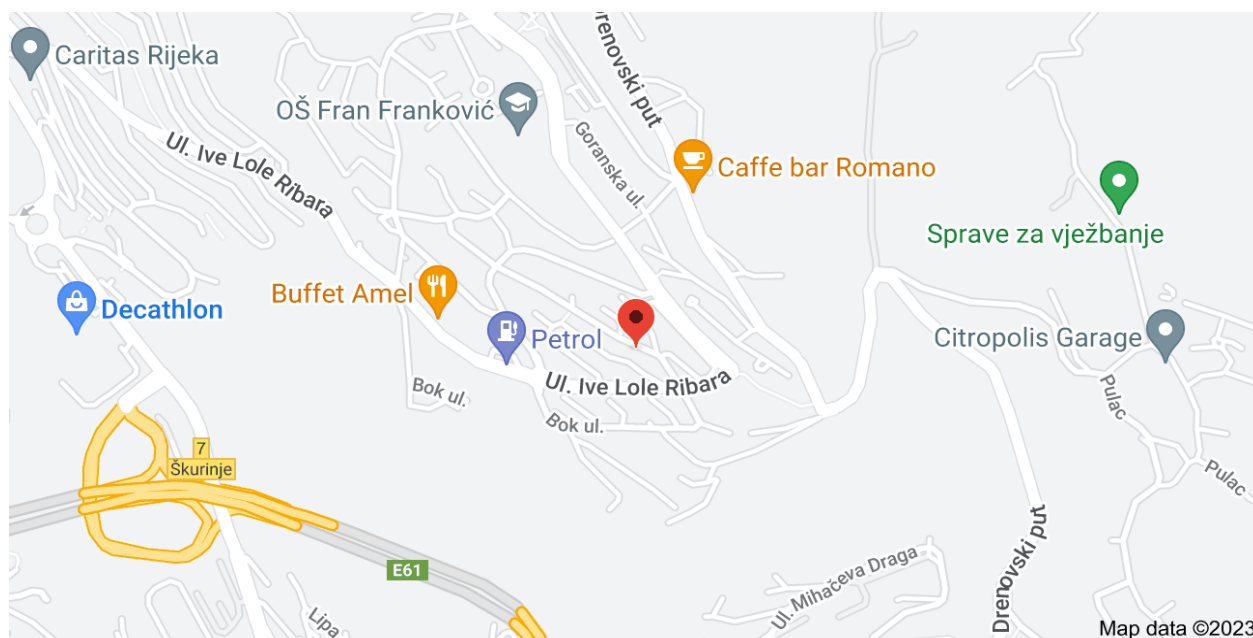 Caritas Rijeka
Drenovski put
OŠ Fran Franković
Goranska ul.
Ul. Ive Lole Ribara
Caffe bar Romano
Sprave za vježbanje
Buffet Amel
Decathlon
Petrol
Citropolis Garage
Ul. Ive Lole Ribara
Bok ul.
Pulac
Bok ul.
7
Škurinje
Pulac
Drenovski put
E61
Ul. Mihačeva Draga
Lipa
Map data ©2023